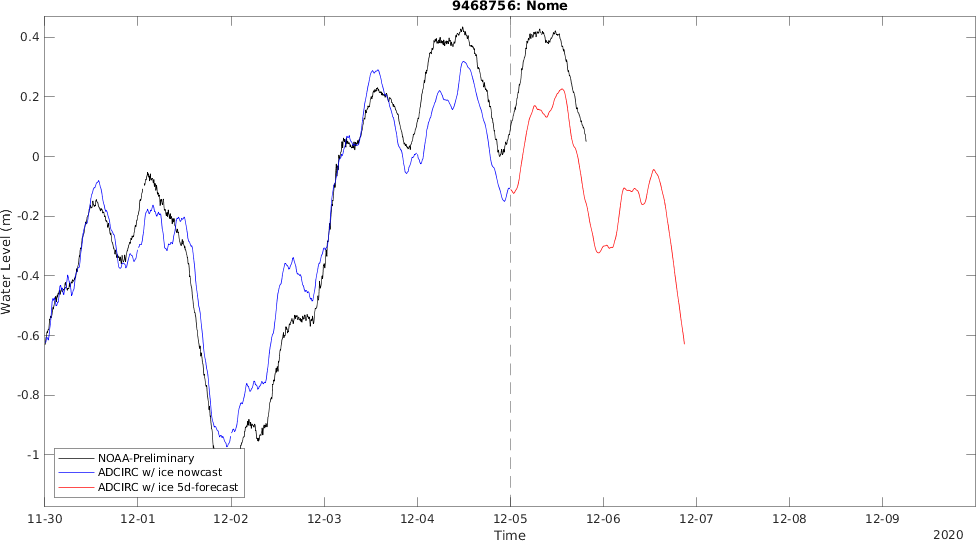 9468756: Nome
0.4
0.2
0
-0.2
-0.4
-0.6
-0.8
-1
Water Level (m)
NOAA-Preliminary
ADCIRC w/ ice nowcast
ADCIRC w/ ice 5d-forecast
11-30 12-01 12-02 12-03 12-04 12-05 12-06 12-07 12-08 12-09
Time
2020